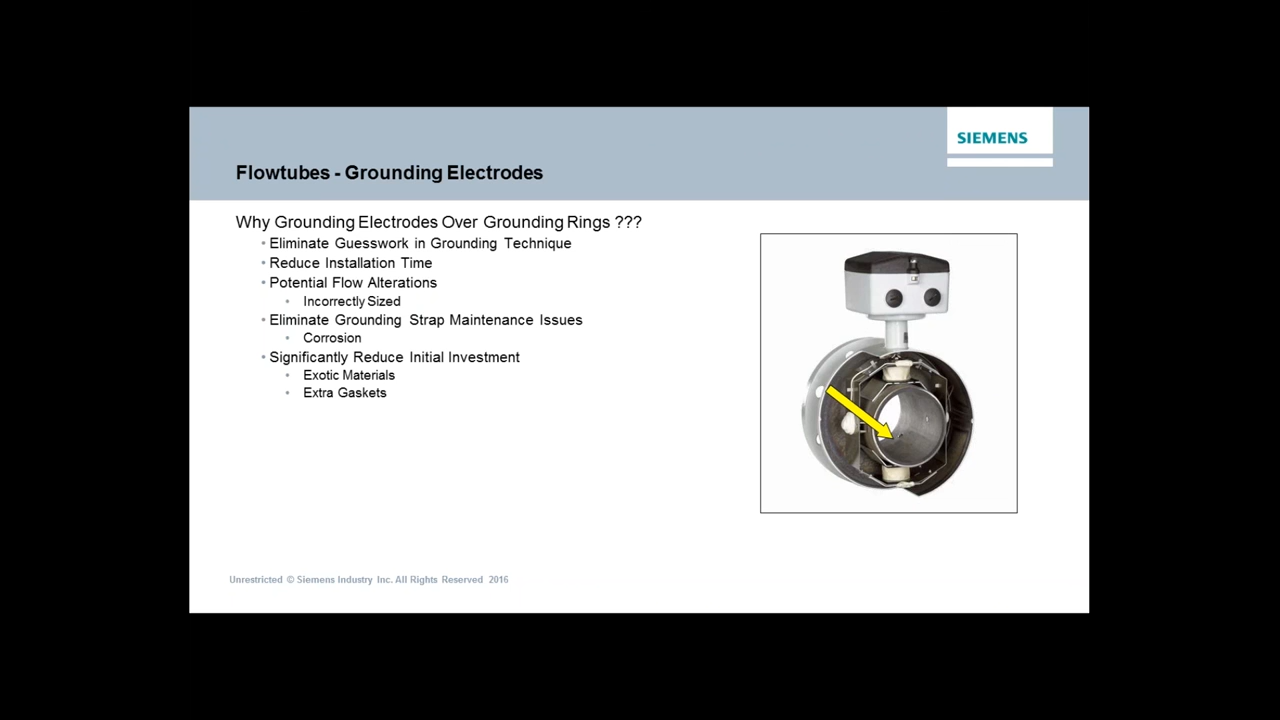 SIEMENS
Flowtubes - Grounding Electrodes
Why Grounding Electrodes Over Grounding Rings ???
• Eliminate Guesswork in Grounding Technique
• Reduce Installation Time
• Potential Flow Alterations
• Incorrectly Sized
• Eliminate Grounding Strap Maintenance Issues
• Corrosion
• Significantly Reduce Initial Investment
• Exotic Materials
• Extra Gaskets
Unrestricted © Siemens Industry Inc. All Rights Reserved 2016